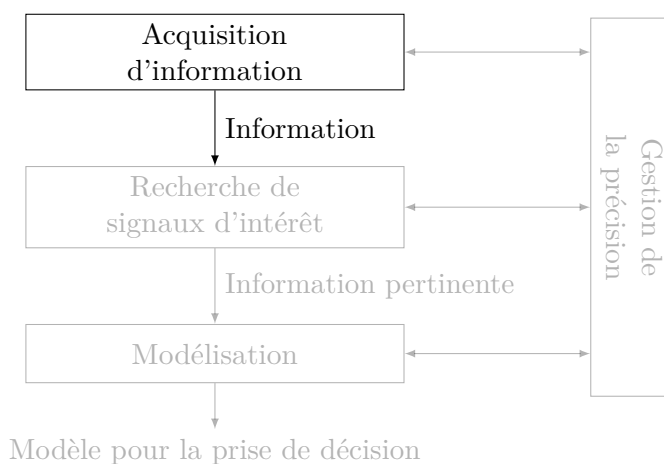 Acquisition
d'information
Information
Recherche de
signaux d'intérêt
Information pertinente
Modélisation
Modèle pour la prise de décision
Gestion de
la précision